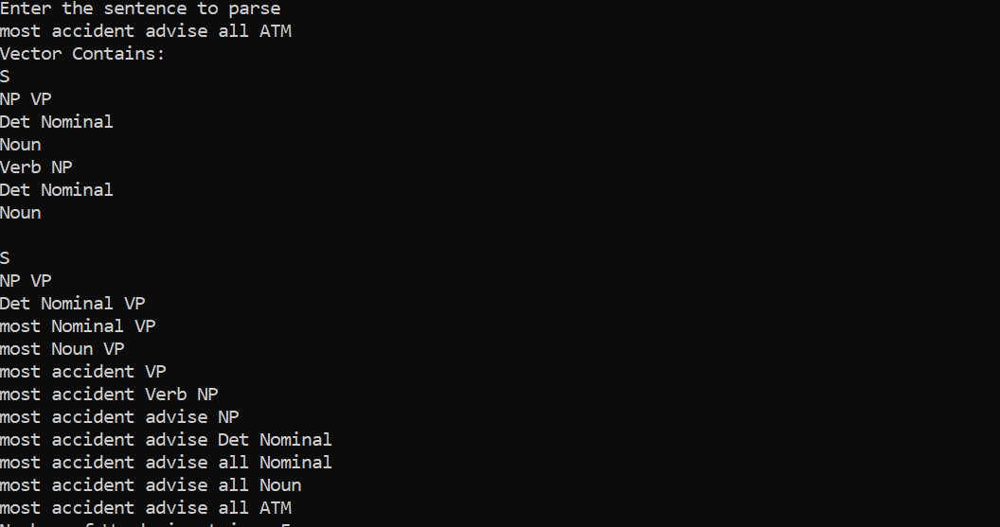 Enter the sentence to parse
most accident advise all ATM
Vector Contains:
S
NP VP
Det Nominal
Noun
Verb NP
Det Nominal
Noun
S
NP VP
Det Nominal VP
most Nominal VP
most Noun VP
most accident VP
most accident Verb NP
most accident advise NP
most accident advise Det Nominal
most accident advise all Nominal
most accident advise all Noun
most accident advise all ATM